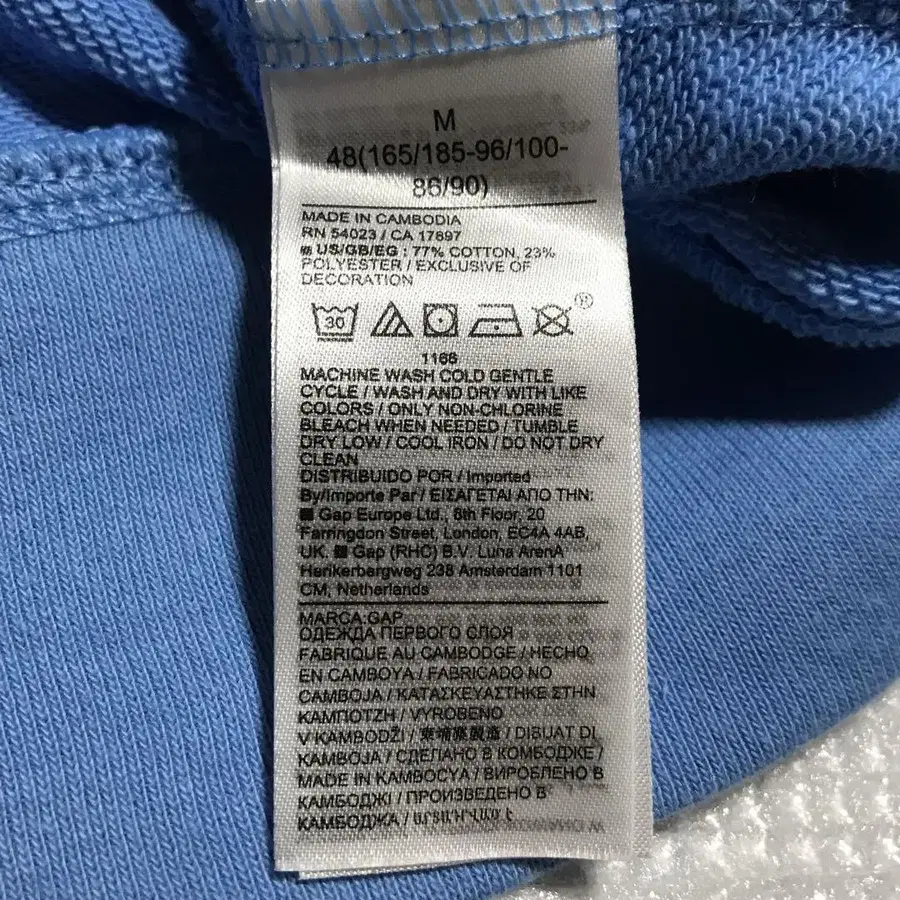 M
48(165/185-96/100-
86/90)
MADE IN CAMBODIA
RN 54023 / CA 17897
US/GB/EG : 77% COTTON, 23%
POLYESTER / EXCLUSIVE OF
DECORATION
30
®
1166
MACHINE WASH COLD GENTLE
CYCLE / WASH AND DRY WITH LIKE
COLORS / ONLY NON-CHLORINE
BLEACH WHEN NEEDED / TUMBLE
DRY LOW / COOL IRON / DO NOT DRY
CLEAN
DISTRIBUIDO POR / Imported
By/Importe Par / ΕΙΣΑΓΕΤΑΙ ΑΠΟ ΤΗΝ:
Gap Europe Ltd., 6th Floor, 20
Farringdon Street, London, EC4A 4AB,
UK. Gap (RHC) B.V. Luna ArenA
Herikerbergweg 238 Amsterdam 1101
CM, Netherlands
MARCA:GAP
ОДЕЖДА ПЕРВОГО СЛОЯ
FABRIQUE AU CAMBODGE / HECHO
EN CAMBOYA / FABRICADO NO
CAMBOJA / ΚΑΤΑΣΚΕΥΑΣΤΗΚΕ ΣΤΗΝ
ΚΑΜΠΟΤΖΗ / VYROBENO
V KAMBODŽI / 柬埔寨製造 / DIBUAT DI
KAMBOJA / СДЕЛАНО В КОМБОДЖЕ /
MADE IN KAMBOCYA / ВИРОБЛЕНО В
КАМБОДЖІ / ПРОИЗВЕДЕНО В
КАМБОДЖА /